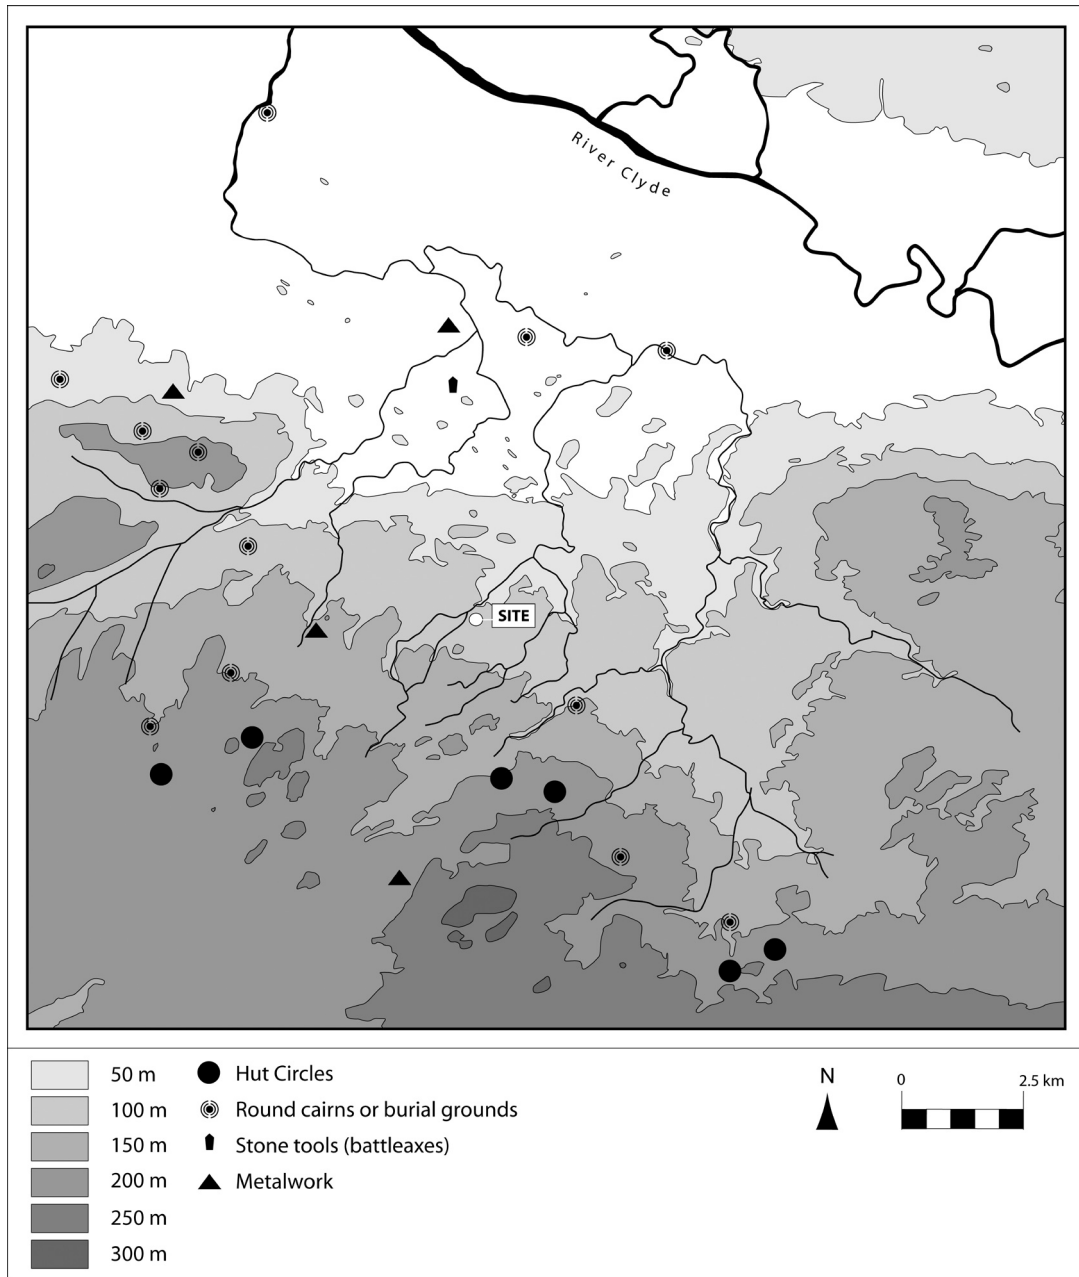 River Clyde
SITE
50 m
100 m
150 m
200 m
250 m
300 m
Hut Circles
Round cairns or burial grounds
Stone tools (battleaxes)
Metalwork
N
0 2.5 km